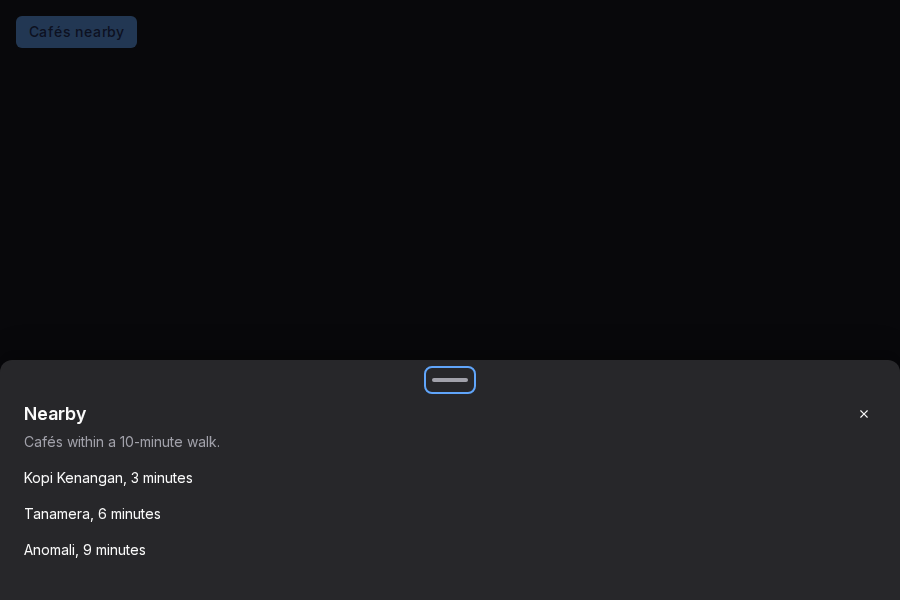 Cafés nearby
Nearby
Cafés within a 10-minute walk.
Kopi Kenangan, 3 minutes
Tanamera, 6 minutes
Anomali, 9 minutes